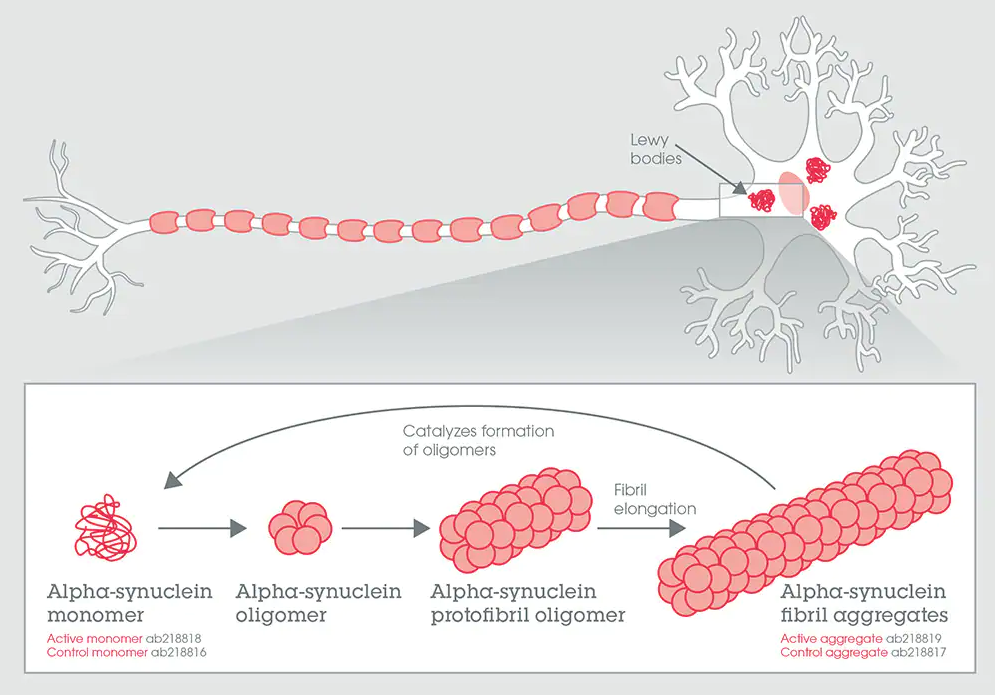 Lewy
bodies
Catalyzes formation
of oligomers
Fibril
elongation
Alpha-synuclein
monomer
Active monomer ab218818
Control monomer ab218816
Alpha-synuclein
oligomer
Alpha-synuclein
protofibril oligomer
Alpha-synuclein
fibril aggregates
Active aggregate ab218819
Control aggregate ab218817